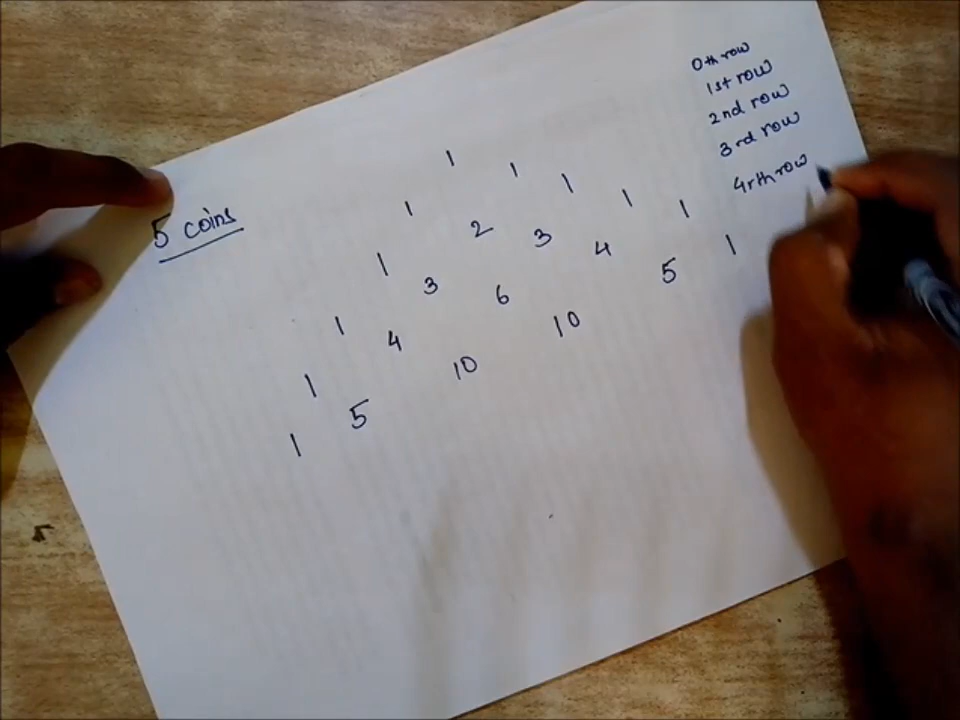 5 coins
1
1 1
1 2 1
1 3 3 1
1 4 6 4 1
1 5 10 10 5 1
0th row
1st row
2nd row
3rd row
4rth row